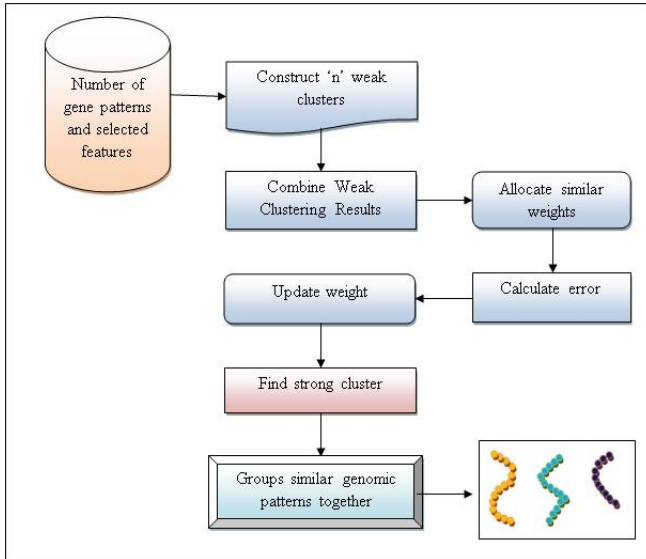 Number of
gene patterns
and selected
features
Construct ‘n’ weak
clusters
Combine Weak
Clustering Results
Allocate similar
weights
Calculate error
Update weight
Find strong cluster
Groups similar genomic
patterns together